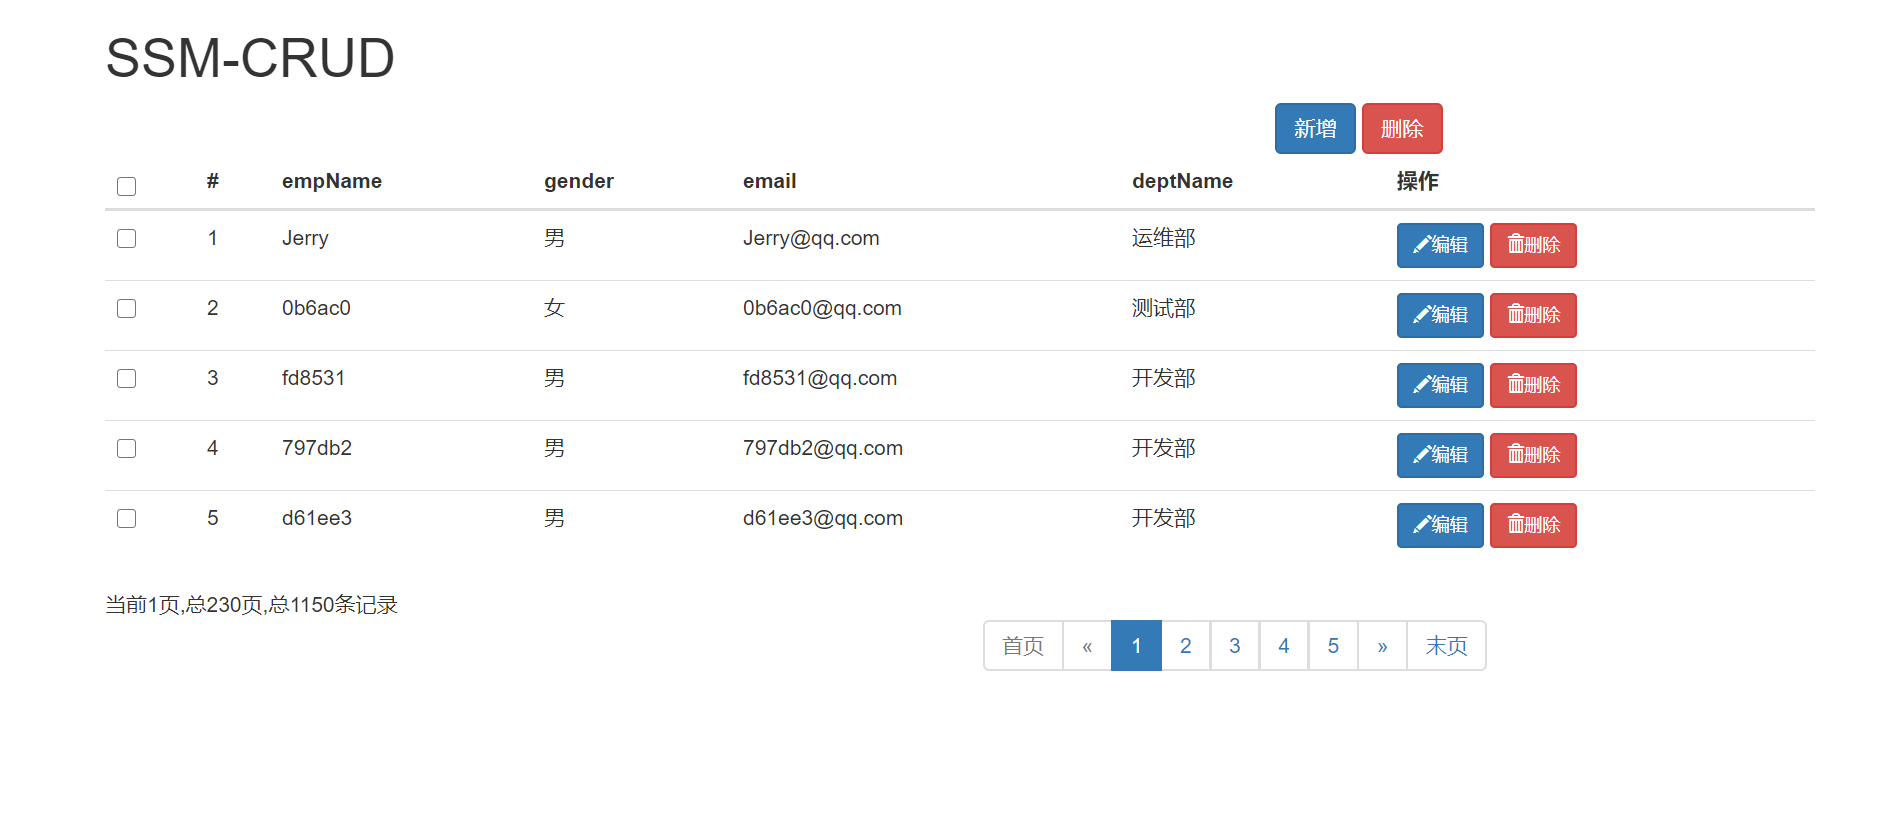 SSM-CRUD
新增 删除
# empName gender email deptName 操作
1 Jerry 男 Jerry@qq.com 运维部 编辑 删除
2 0b6ac0 女 0b6ac0@qq.com 测试部 编辑 删除
3 fd8531 男 fd8531@qq.com 开发部 编辑 删除
4 797db2 男 797db2@qq.com 开发部 编辑 删除
5 d61ee3 男 d61ee3@qq.com 开发部 编辑 删除
当前1页,总230页,总1150条记录
首页 « 1 2 3 4 5 » 末页